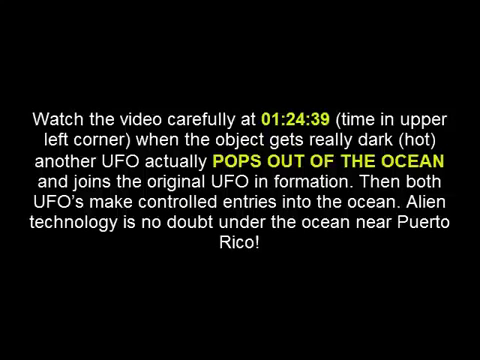 Watch the video carefully at 01:24:39 (time in upper
left corner) when the object gets really dark (hot)
another UFO actually POPS OUT OF THE OCEAN
and joins the original UFO in formation. Then both
UFO's make controlled entries into the ocean. Alien
technology is no doubt under the ocean near Puerto
Rico!